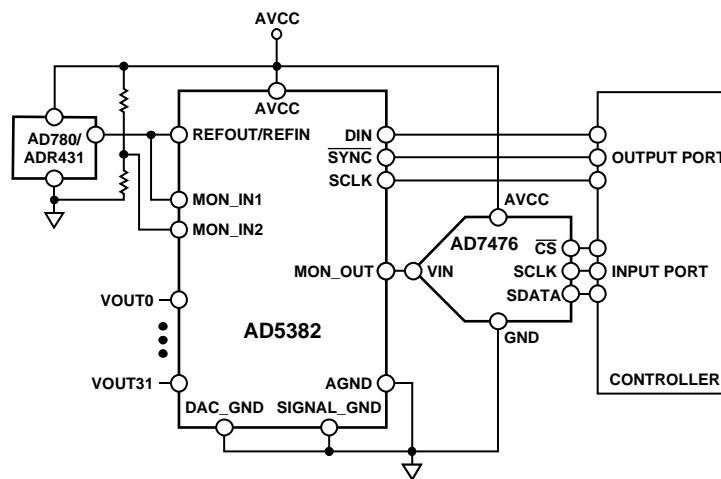 AVCC
AVCC
AD780/
ADR431
REFOUT/REFIN
DIN
SYNC
OUTPUT PORT
SCLK
MON_IN1
AVCC
MON_IN2
AD7476
CS
MON_OUT
VIN
SCLK
INPUT PORT
SDATA
VOUT0
AD5382
GND
VOUT31
AGND
CONTROLLER
DAC_GND
SIGNAL_GND